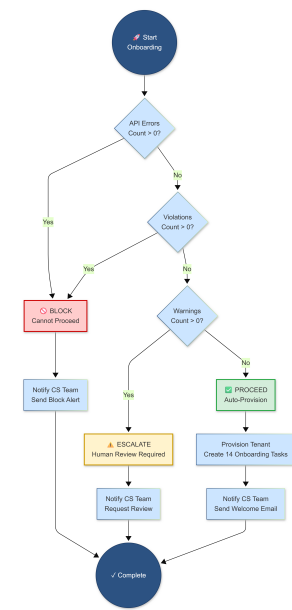 🚀 Start
Onboarding
API Errors
Count > 0?
No
Yes
Violations
Count > 0?
Yes
No
🚫 BLOCK
Cannot Proceed
Warnings
Count > 0?
No
Yes
Notify CS Team
Send Block Alert
✅ PROCEED
Auto-Provision
⚠️ ESCALATE
Human Review Required
Provision Tenant
Create 14 Onboarding Tasks
Notify CS Team
Request Review
Notify CS Team
Send Welcome Email
✓ Complete